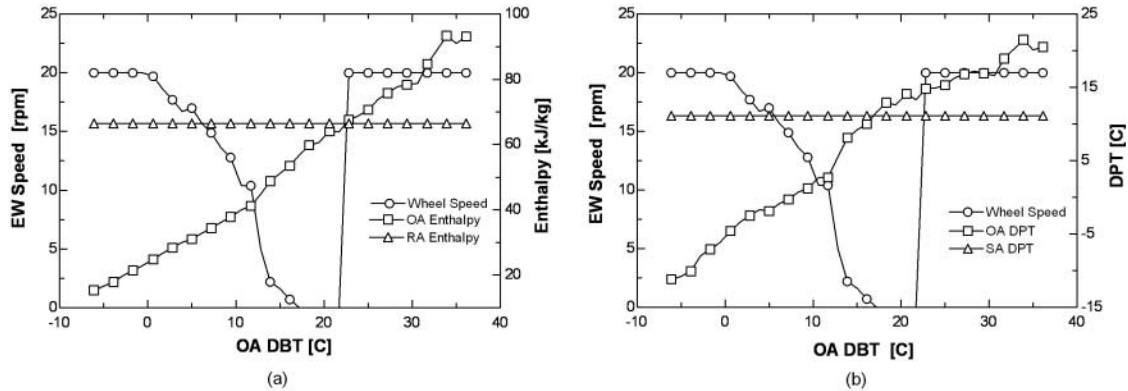 25
20
15
10
5
0
EW Speed [rpm]
100
80
60
40
20
Enthalpy [kJ/kg]
Wheel Speed
OA Enthalpy
RA Enthalpy
-10 0 10 20 30 40
OA DBT [C]
(a)
25
20
15
10
5
0
EW Speed [rpm]
25
15
5
-5
-15
DPT [C]
Wheel Speed
OA DPT
SA DPT
-10 0 10 20 30 40
OA DBT [C]
(b)